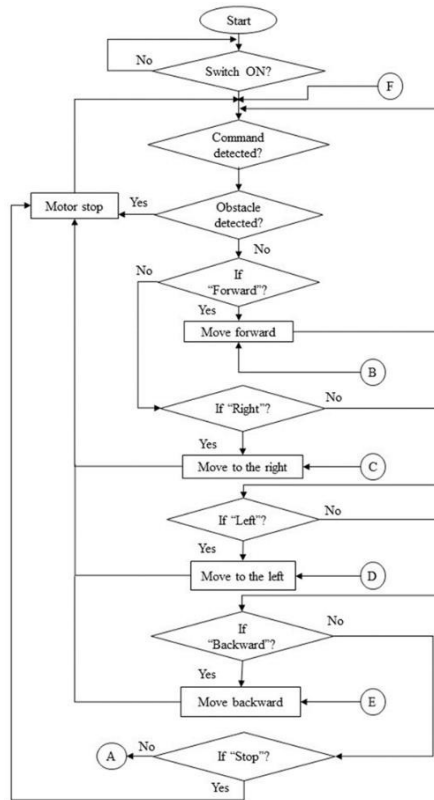 Start
No
Switch ON?
F
Command
detected?
Motor stop
Yes
Obstacle
detected?
No
No
If
“Forward”?
Yes
Move forward
B
If “Right”?
No
Yes
Move to the right
C
If “Left”?
No
Yes
Move to the left
D
If
“Backward”?
No
Yes
Move backward
E
A
No
If “Stop”?
Yes